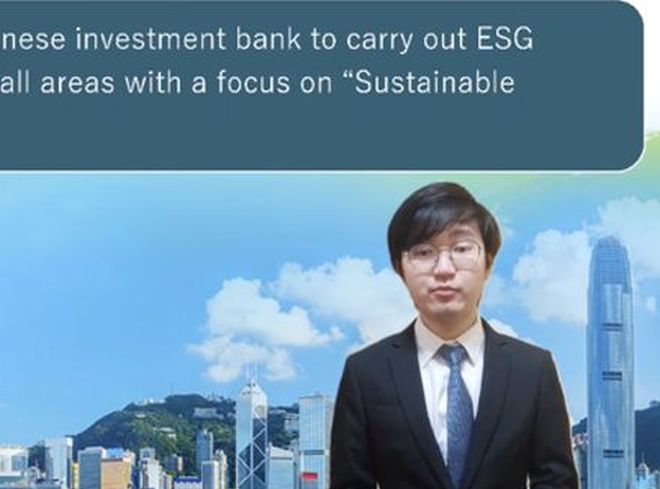 nese investment bank to carry out ESG
all areas with a focus on “Sustainable